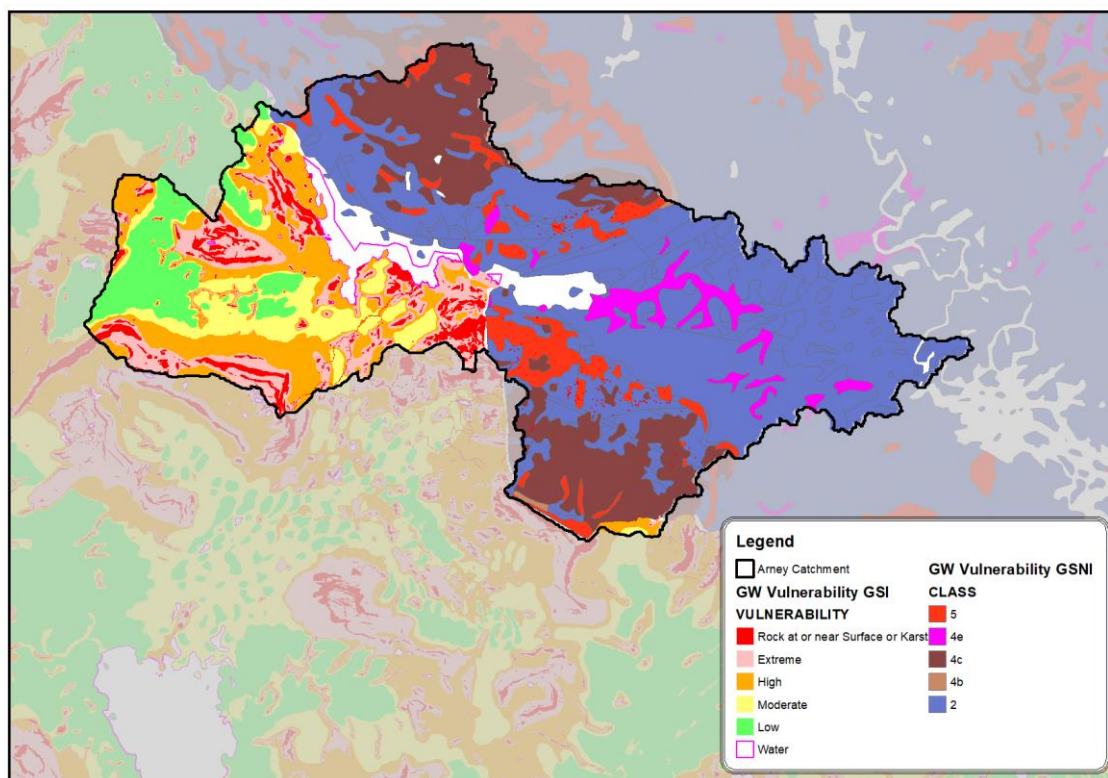 Legend
Arney Catchment
GW Vulnerability GSI
VULNERABILITY
Rock at or near Surface or Karst
Extreme
High
Moderate
Low
Water
GW Vulnerability GSNI
CLASS
5
4e
4c
4b
2